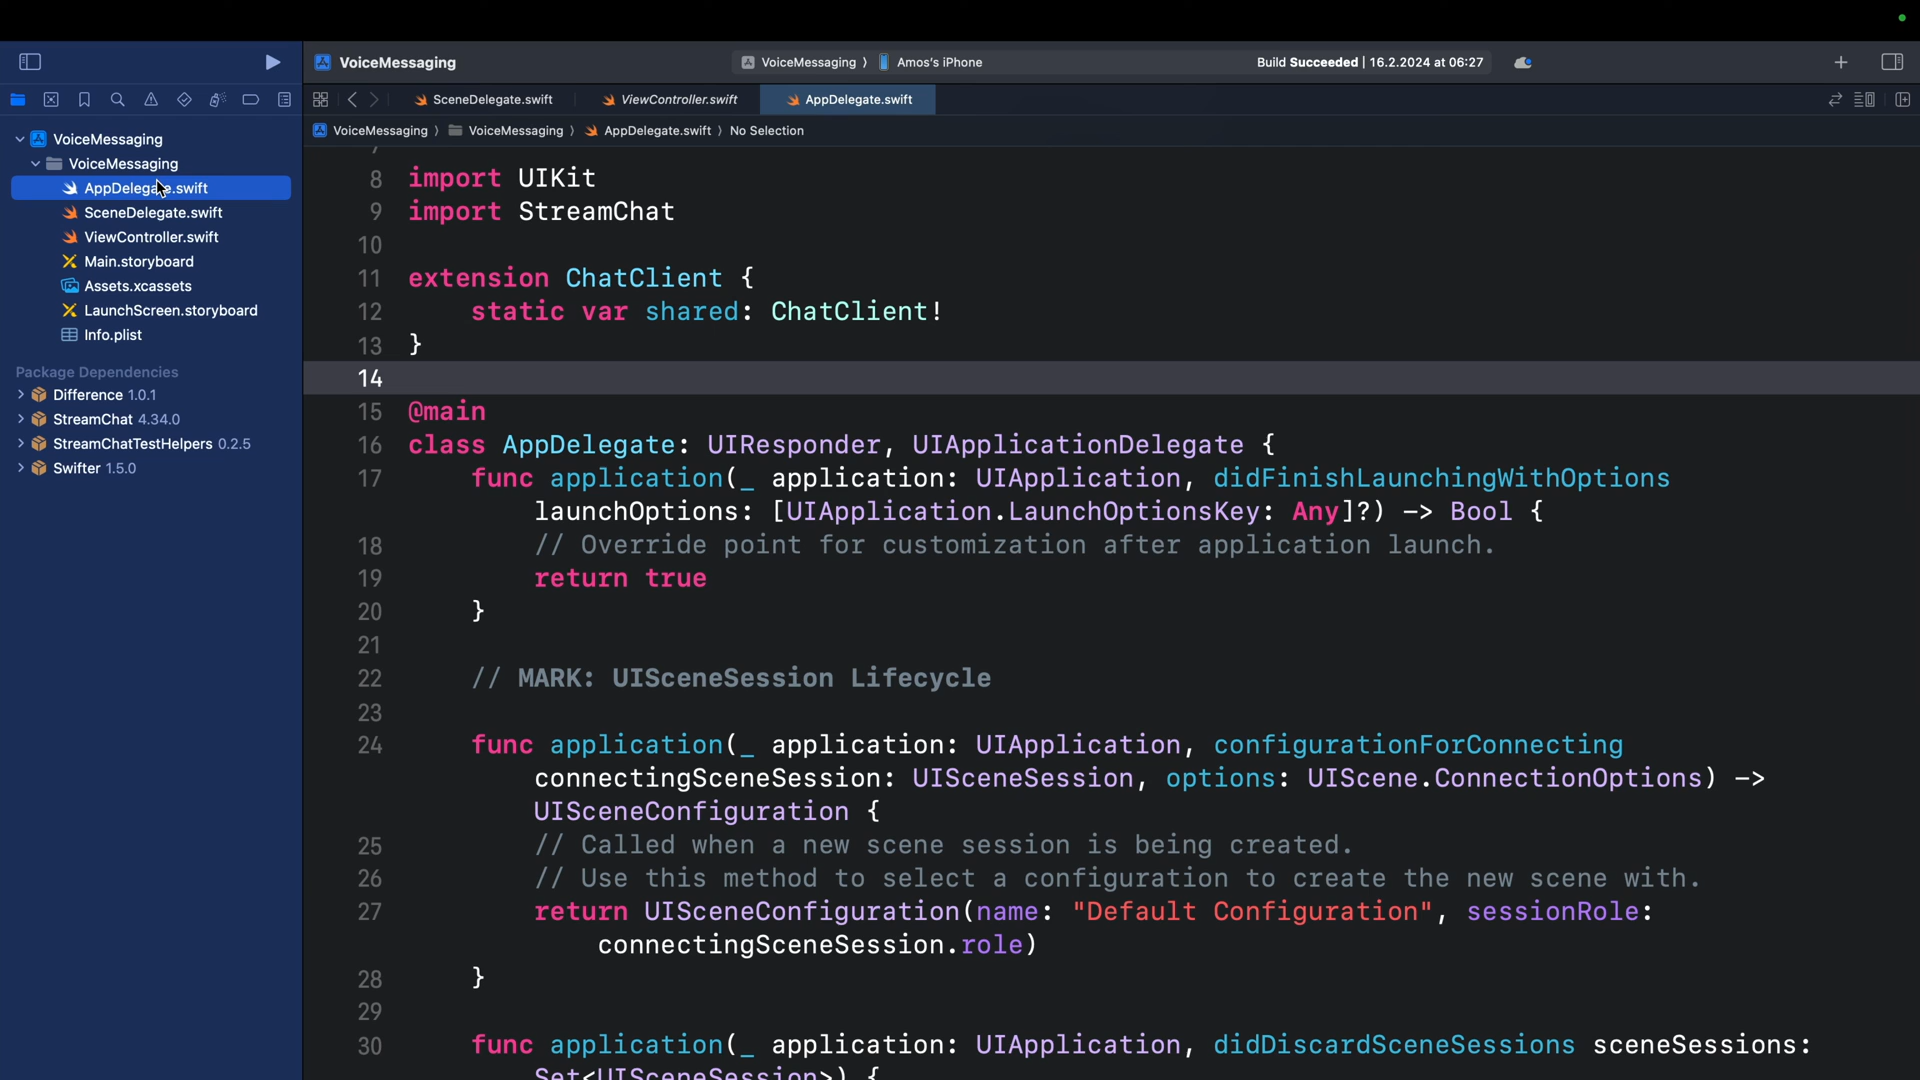 VoiceMessaging
VoiceMessaging 〉 Amos's iPhone
Build Succeeded | 16.2.2024 at 06:27
SceneDelegate.swift
ViewController.swift
AppDelegate.swift
VoiceMessaging 〉 VoiceMessaging 〉 AppDelegate.swift 〉 No Selection
VoiceMessaging
VoiceMessaging
AppDelegate.swift
SceneDelegate.swift
ViewController.swift
Main.storyboard
Assets.xcassets
LaunchScreen.storyboard
Info.plist
Package Dependencies
Difference 1.0.1
StreamChat 4.34.0
StreamChatTestHelpers 0.2.5
Swifter 1.5.0
8 import UIKit
9 import StreamChat
10
11 extension ChatClient {
12 static var shared: ChatClient!
13 }
14
15 @main
16 class AppDelegate: UIResponder, UIApplicationDelegate {
17 func application(_ application: UIApplication, didFinishLaunchingWithOptions
launchOptions: [UIApplication.LaunchOptionsKey: Any]?) -> Bool {
18 // Override point for customization after application launch.
19 return true
20 }
21
22 // MARK: UISceneSession Lifecycle
23
24 func application(_ application: UIApplication, configurationForConnecting
connectingSceneSession: UISceneSession, options: UIScene.ConnectionOptions) ->
UISceneConfiguration {
25 // Called when a new scene session is being created.
26 // Use this method to select a configuration to create the new scene with.
27 return UISceneConfiguration(name: "Default Configuration", sessionRole:
connectingSceneSession.role)
28 }
29
30 func application(_ application: UIApplication, didDiscardSceneSessions sceneSessions:
Set<UISceneSession>) {